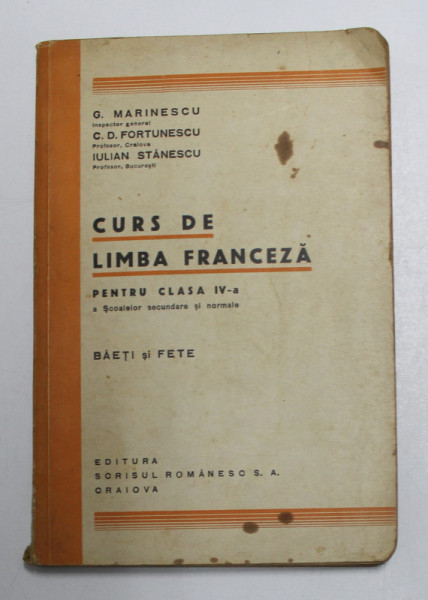 G. MARINESCU
Inspector general
C. D. FORTUNESCU
Profesor, Craiova
IULIAN STĂNESCU
Profesor, București
CURS DE
LIMBA FRANCEZĂ
PENTRU CLASA IV-a
a Școalelor secundare și normale
BĂEȚI și FETE
EDITURA
SCRISUL ROMÂNESC S. A.
CRAIOVA